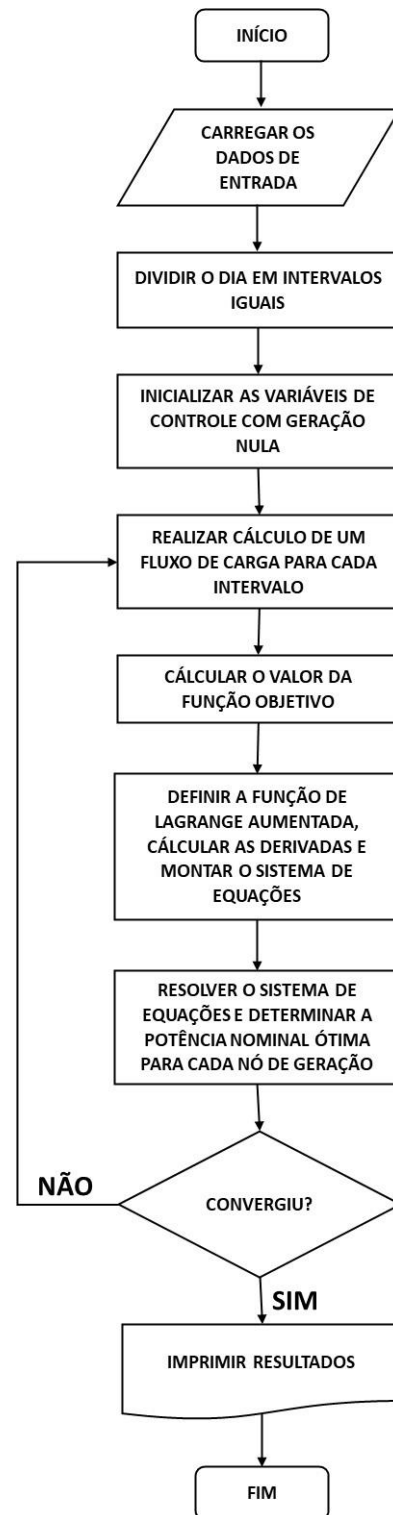 INÍCIO
CARREGAR OS
DADOS DE
ENTRADA
DIVIDIR O DIA EM INTERVALOS
IGUAIS
INICIALIZAR AS VARIÁVEIS DE
CONTROLE COM GERAÇÃO
NULA
REALIZAR CÁLCULO DE UM
FLUXO DE CARGA PARA CADA
INTERVALO
CÁLCULAR O VALOR DA
FUNÇÃO OBJETIVO
DEFINIR A FUNÇÃO DE
LAGRANGE AUMENTADA,
CÁLCULAR AS DERIVADAS E
MONTAR O SISTEMA DE
EQUAÇÕES
RESOLVER O SISTEMA DE
EQUAÇÕES E DETERMINAR A
POTÊNCIA NOMINAL ÓTIMA
PARA CADA NÓ DE GERAÇÃO
NÃO
CONVERGIU?
SIM
IMPRIMIR RESULTADOS
FIM